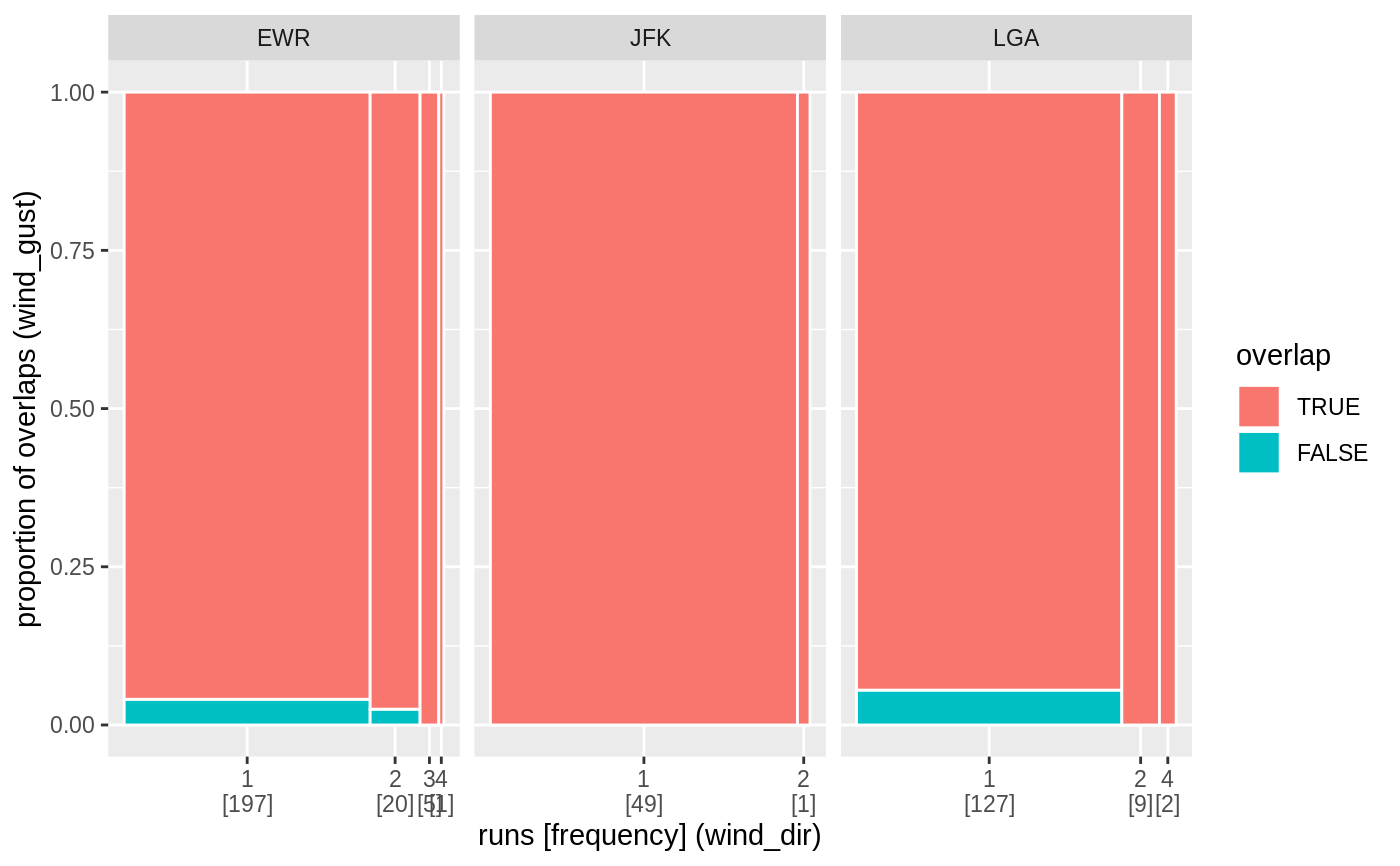 EWR JFK LGA
1.00
0.75
0.50
0.25
0.00
proportion of overlaps (wind_gust)
1 2 3 4 1 2 1 2 4
[197] [20] [5] [1] [49] [1] [127] [9] [2]
runs [frequency] (wind_dir)
overlap
TRUE
FALSE